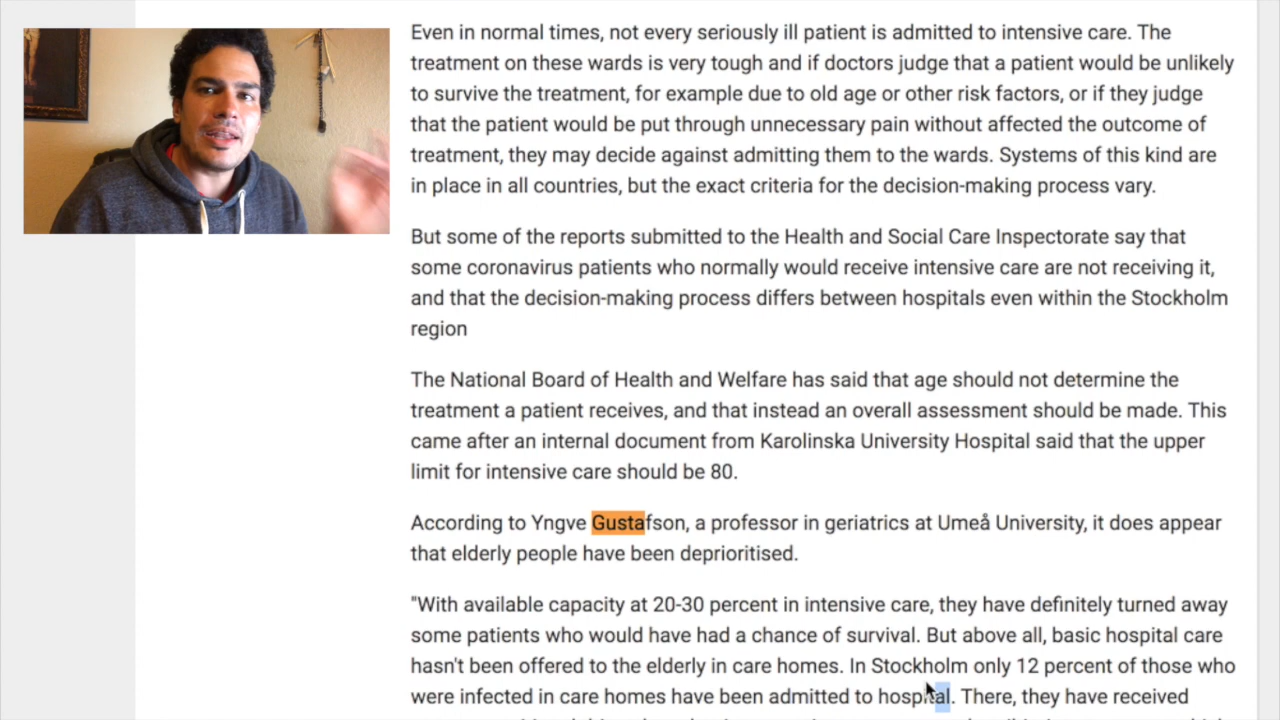 Even in normal times, not every seriously ill patient is admitted to intensive care. The
treatment on these wards is very tough and if doctors judge that a patient would be unlikely
to survive the treatment, for example due to old age or other risk factors, or if they judge
that the patient would be put through unnecessary pain without affected the outcome of
treatment, they may decide against admitting them to the wards. Systems of this kind are
in place in all countries, but the exact criteria for the decision-making process vary.
But some of the reports submitted to the Health and Social Care Inspectorate say that
some coronavirus patients who normally would receive intensive care are not receiving it,
and that the decision-making process differs between hospitals even within the Stockholm
region
The National Board of Health and Welfare has said that age should not determine the
treatment a patient receives, and that instead an overall assessment should be made. This
came after an internal document from Karolinska University Hospital said that the upper
limit for intensive care should be 80.
According to Yngve Gustafson, a professor in geriatrics at Umeå University, it does appear
that elderly people have been deprioritised.
"With available capacity at 20-30 percent in intensive care, they have definitely turned away
some patients who would have had a chance of survival. But above all, basic hospital care
hasn't been offered to the elderly in care homes. In Stockholm only 12 percent of those who
were infected in care homes have been admitted to hospital. There, they have received